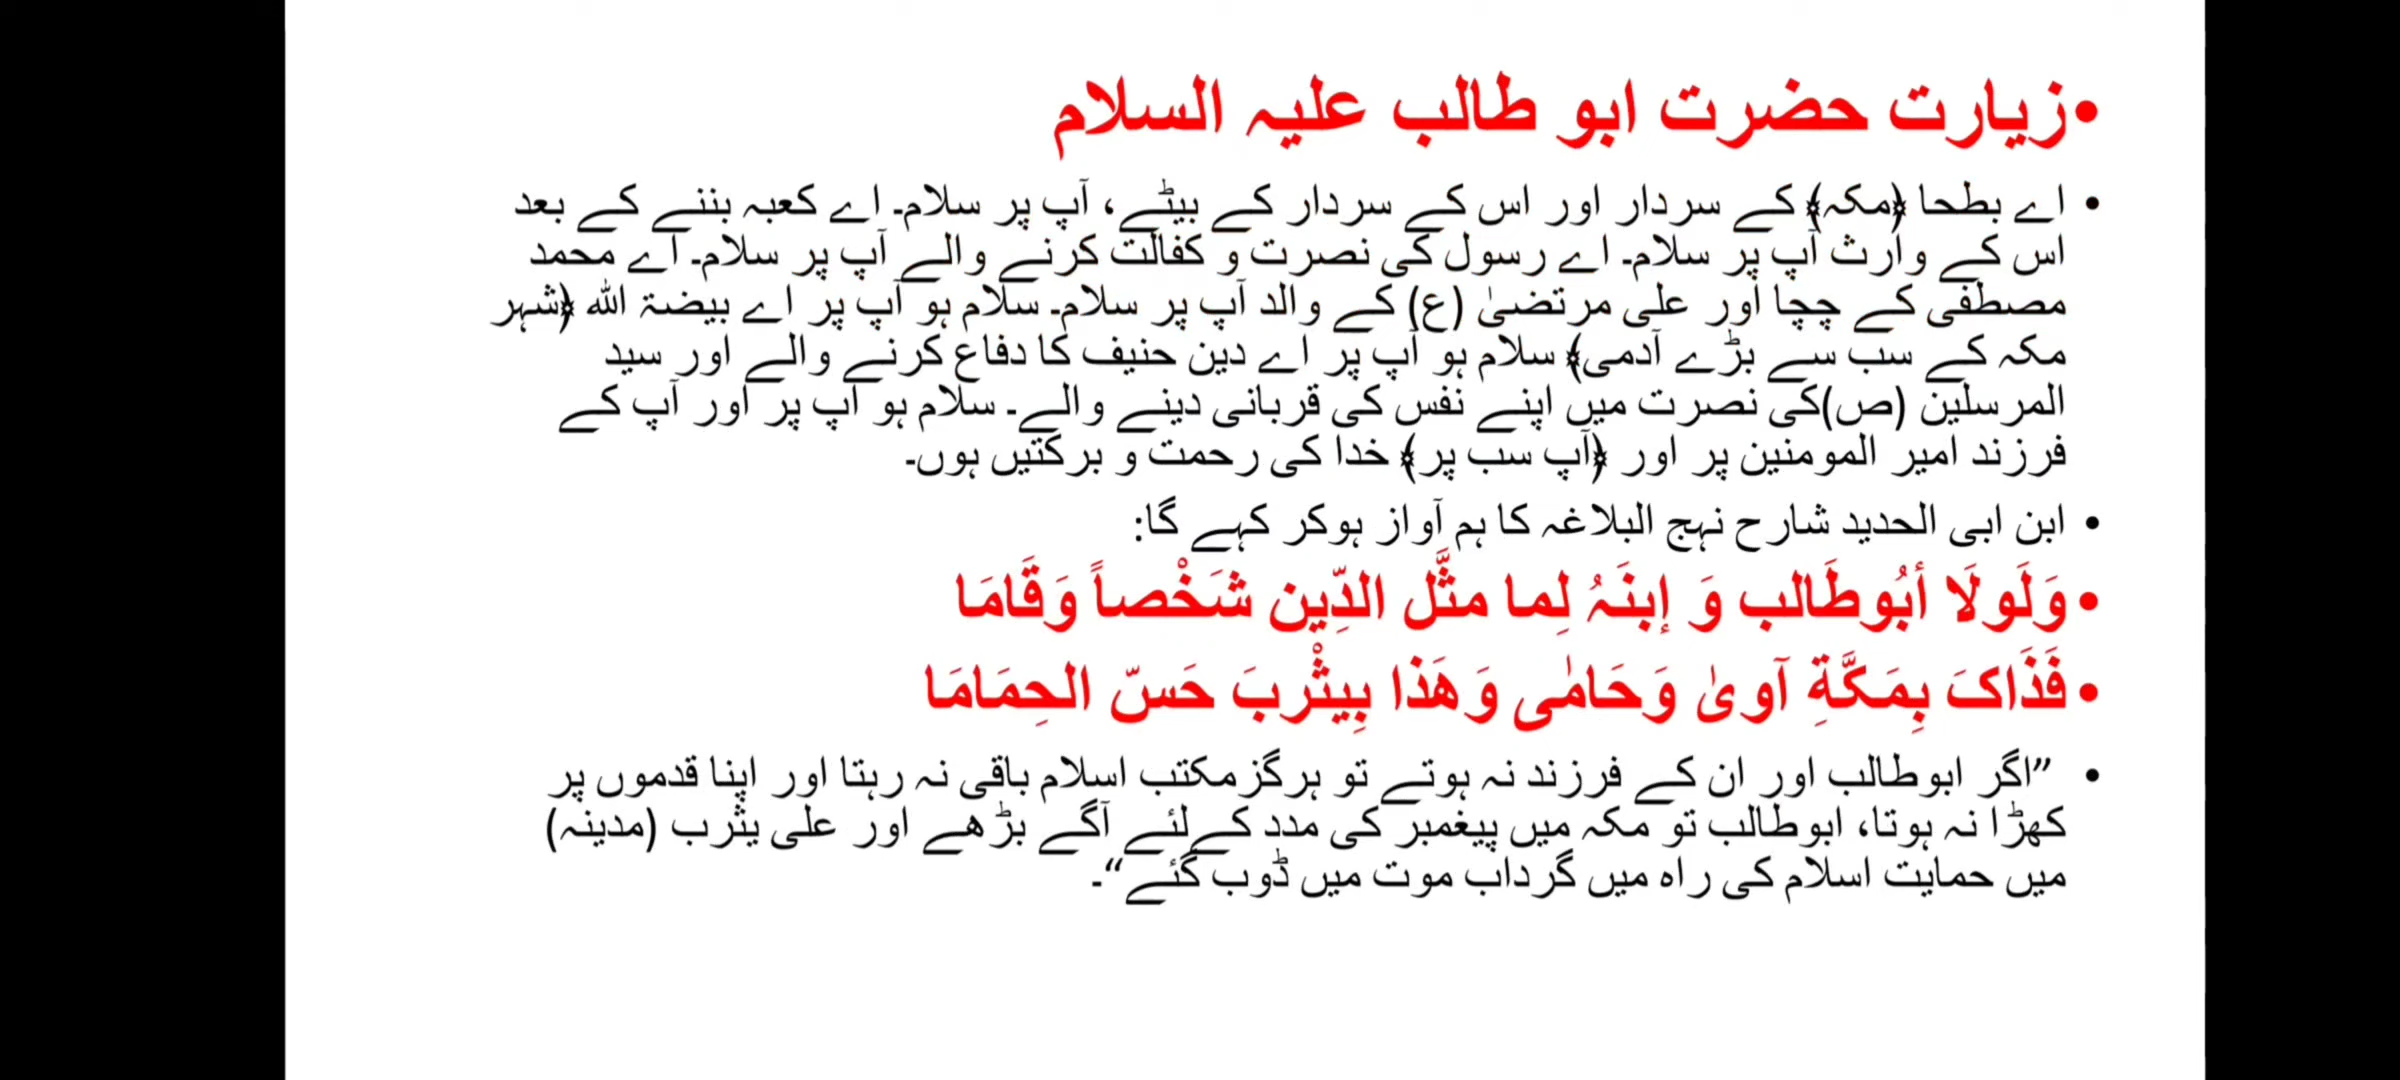 •زیارت حضرت ابو طالب علیہ السلام
• اے بطحا ﴿مکہ﴾ کے سردار اور اس کے سردار کے بیٹے، آپ پر سلام۔ اے کعبہ بننے کے بعد
اس کے وارث آپ پر سلام۔ اے رسول کی نصرت و کفالت کرنے والے آپ پر سلام۔ اے محمد
مصطفی کے چچا اور علی مرتضیٰ (ع) کے والد آپ پر سلام۔ سلام ہو آپ پر اے بیضۃ اللہ ﴿شہر
مکہ کے سب سے بڑے آدمی﴾ سلام ہو آپ پر اے دین حنیف کا دفاع کرنے والے اور سید
المرسلین (ص)کی نصرت میں اپنے نفس کی قربانی دینے والے۔ سلام ہو آپ پر اور آپ کے
فرزند امیر المومنین پر اور ﴿آپ سب پر﴾ خدا کی رحمت و برکتیں ہوں۔
• ابن ابی الحدید شارح نہج البلاغہ کا ہم آواز ہوکر کہے گا:
•وَلَولَا أبُوطَالب وَ إبنَہُ لِما مثَّل الدِّین شَخْصاً وَقَامَا
•فَذَاکَ بِمَکَّةِ آویٰ وَحَامٰی وَهَذا بِیثْربَ حَسّ الحِمَامَا
• ”اگر ابوطالب اور ان کے فرزند نہ ہوتے تو ہرگزمکتب اسلام باقی نہ رہتا اور اپنا قدموں پر
کھڑا نہ ہوتا، ابوطالب تو مکہ میں پیغمبر کی مدد کےلئے آگے بڑھے اور علی یثرب (مدینہ)
میں حمایت اسلام کی راہ میں گرداب موت میں ڈوب گئے“۔